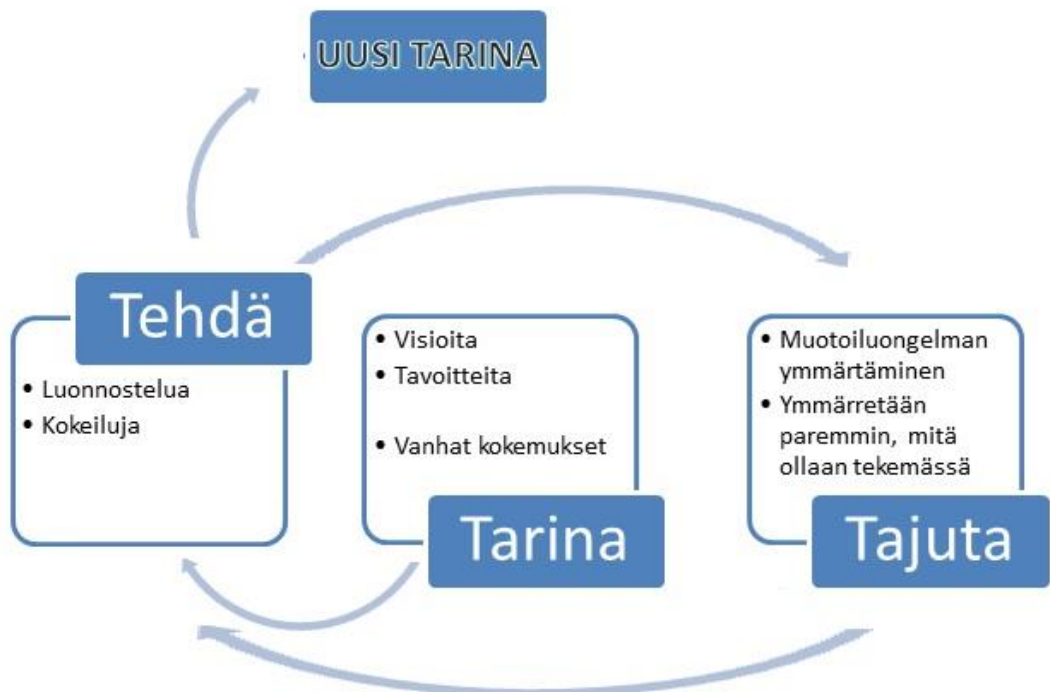 UUSI TARINA
Tehdä
• Luonnostelua
• Kokeiluja
• Visioita
• Tavoitteita
• Vanhat kokemukset
Tarina
• Muotoiluongelman
ymmärtäminen
• Ymmärretään
paremmin, mitä
ollaan tekemässä
Tajuta